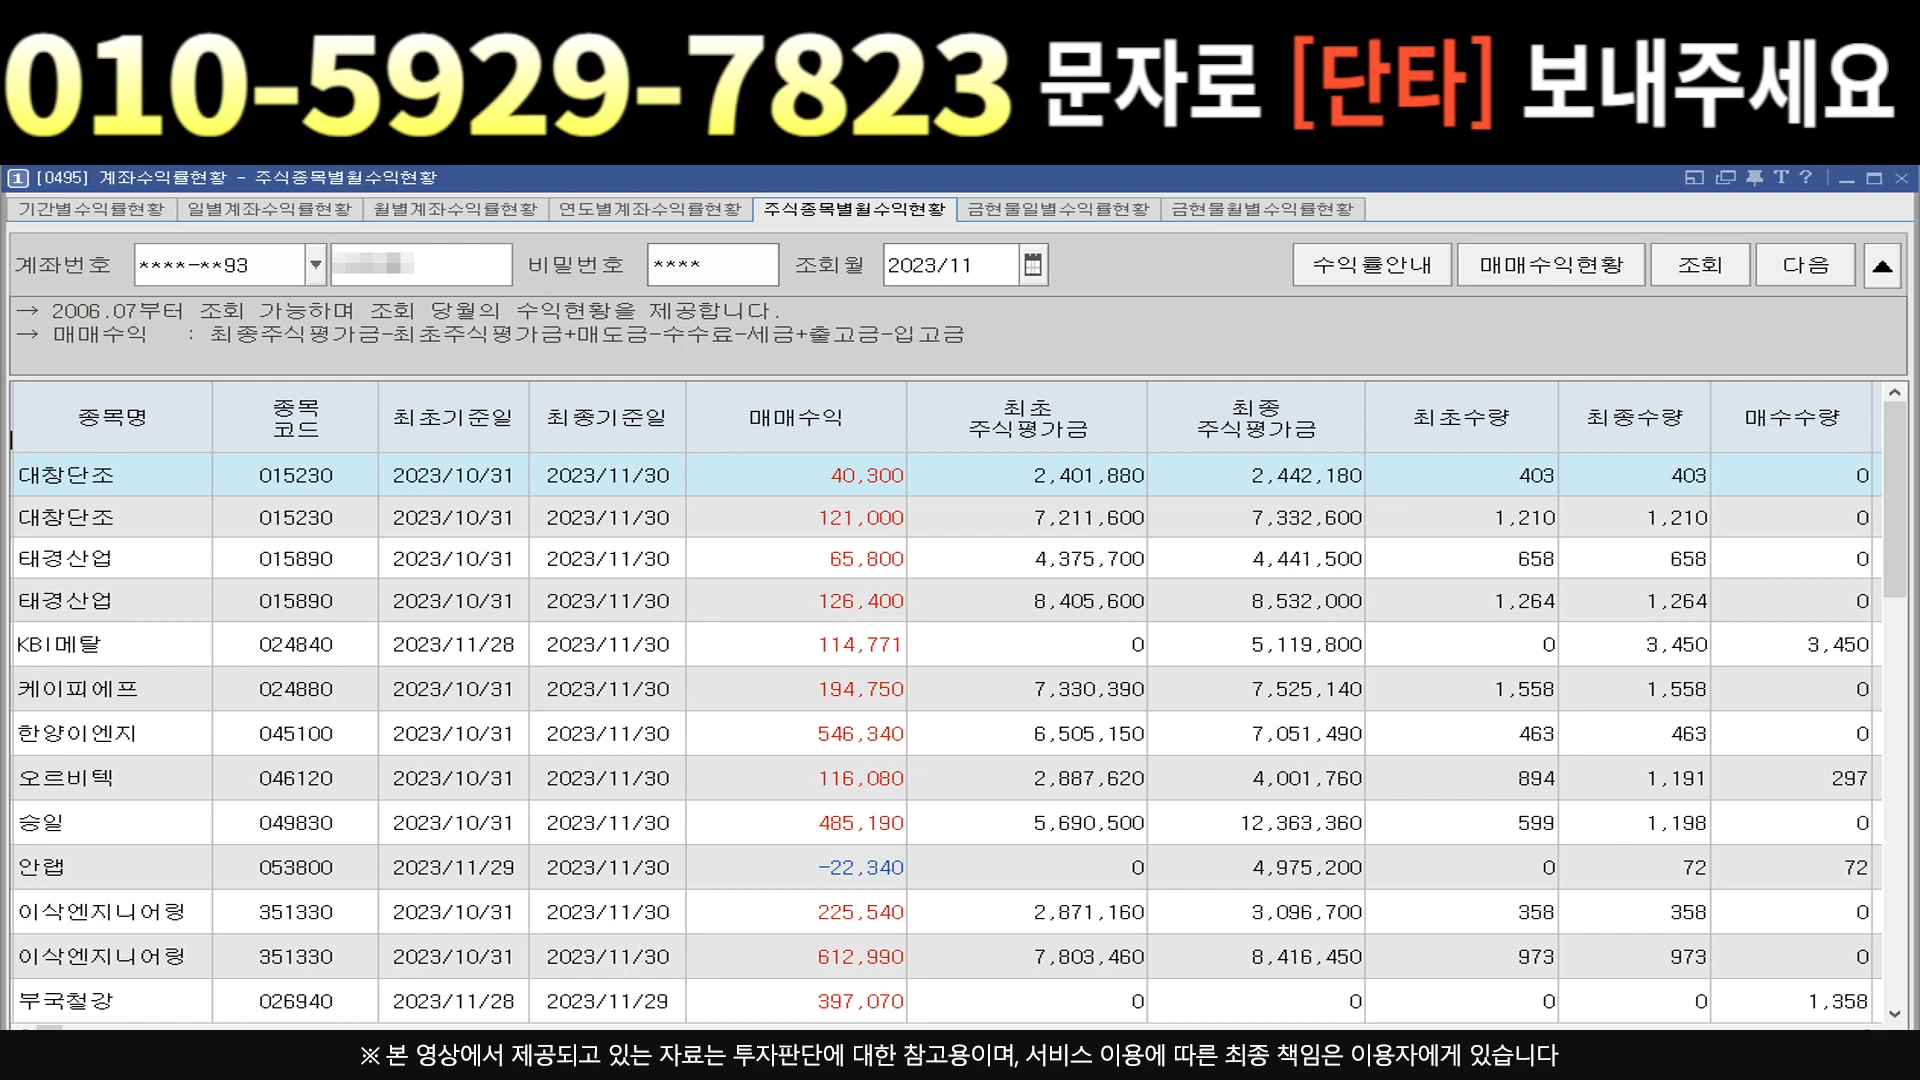 010-5929-7823 문자로 [단타] 보내주세요
1 [0495] 계좌수익률현황 - 주식종목별월수익현황
기간별수익률현황 일별계좌수익률현황 월별계좌수익률현황 연도별계좌수익률현황 주식종목별월수익현황 금현물일별수익률현황 금현물월별수익률현황
계좌번호 ****-**93 비밀번호 **** 조회월 2023/11 수익률안내 매매수익현황 조회 다음
→ 2006.07부터 조회 가능하며 조회 당월의 수익현황을 제공합니다.
→ 매매수익 : 최종주식평가금-최초주식평가금+매도금-수수료-세금+출고금-입고금
종목명 종목코드 최초기준일 최종기준일 매매수익 최초주식평가금 최종주식평가금 최초수량 최종수량 매수수량
대창단조 015230 2023/10/31 2023/11/30 40,300 2,401,880 2,442,180 403 403 0
대창단조 015230 2023/10/31 2023/11/30 121,000 7,211,600 7,332,600 1,210 1,210 0
태경산업 015890 2023/10/31 2023/11/30 65,800 4,375,700 4,441,500 658 658 0
태경산업 015890 2023/10/31 2023/11/30 126,400 8,405,600 8,532,000 1,264 1,264 0
KBI메탈 024840 2023/11/28 2023/11/30 114,771 0 5,119,800 0 3,450 3,450
케이피에프 024880 2023/10/31 2023/11/30 194,750 7,330,390 7,525,140 1,558 1,558 0
한양이엔지 045100 2023/10/31 2023/11/30 546,340 6,505,150 7,051,490 463 463 0
오르비텍 046120 2023/10/31 2023/11/30 116,080 2,887,620 4,001,760 894 1,191 297
승일 049830 2023/10/31 2023/11/30 485,190 5,690,500 12,363,360 599 1,198 0
안랩 053800 2023/11/29 2023/11/30 -22,340 0 4,975,200 0 72 72
이삭엔지니어링 351330 2023/10/31 2023/11/30 225,540 2,871,160 3,096,700 358 358 0
이삭엔지니어링 351330 2023/10/31 2023/11/30 612,990 7,803,460 8,416,450 973 973 0
부국철강 026940 2023/11/28 2023/11/29 397,070 0 0 0 0 1,358
※ 본 영상에서 제공되고 있는 자료는 투자판단에 대한 참고용이며, 서비스 이용에 따른 최종 책임은 이용자에게 있습니다